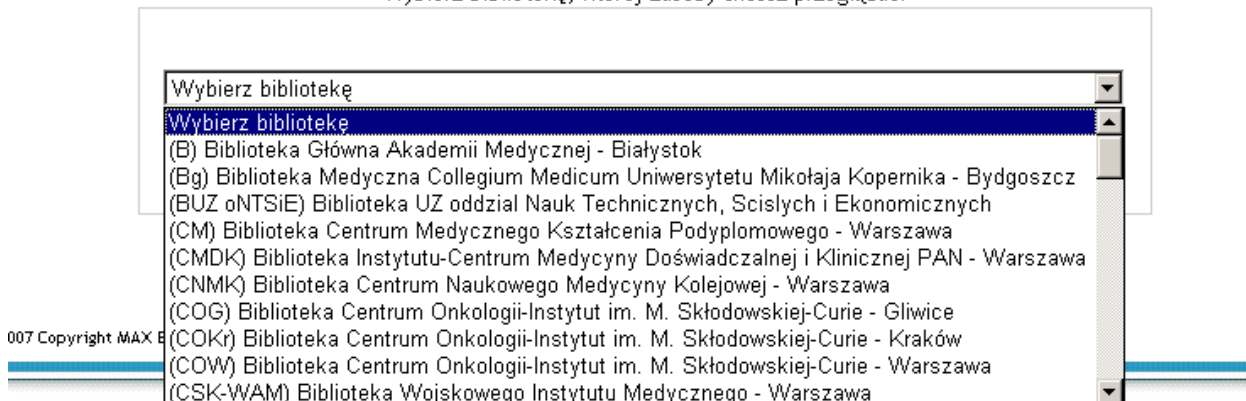 Wybierz bibliotekę
Wybierz bibliotekę
(B) Biblioteka Główna Akademii Medycznej - Białystok
(Bg) Biblioteka Medyczna Collegium Medicum Uniwersytetu Mikołaja Kopernika - Bydgoszcz
(BUZ oNTSiE) Biblioteka UZ oddzial Nauk Technicznych, Scislych i Ekonomicznych
(CM) Biblioteka Centrum Medycznego Kształcenia Podyplomowego - Warszawa
(CMDK) Biblioteka Instytutu-Centrum Medycyny Doświadczalnej i Klinicznej PAN - Warszawa
(CNMK) Biblioteka Centrum Naukowego Medycyny Kolejowej - Warszawa
(COG) Biblioteka Centrum Onkologii-Instytut im. M. Skłodowskiej-Curie - Gliwice
007 Copyright MAX
(COKr) Biblioteka Centrum Onkologii-Instytut im. M. Skłodowskiej-Curie - Kraków
(COW) Biblioteka Centrum Onkologii-Instytut im. M. Skłodowskiej-Curie - Warszawa
(CSK-WAM) Biblioteka Wojskowego Instytutu Medycznego - Warszawa